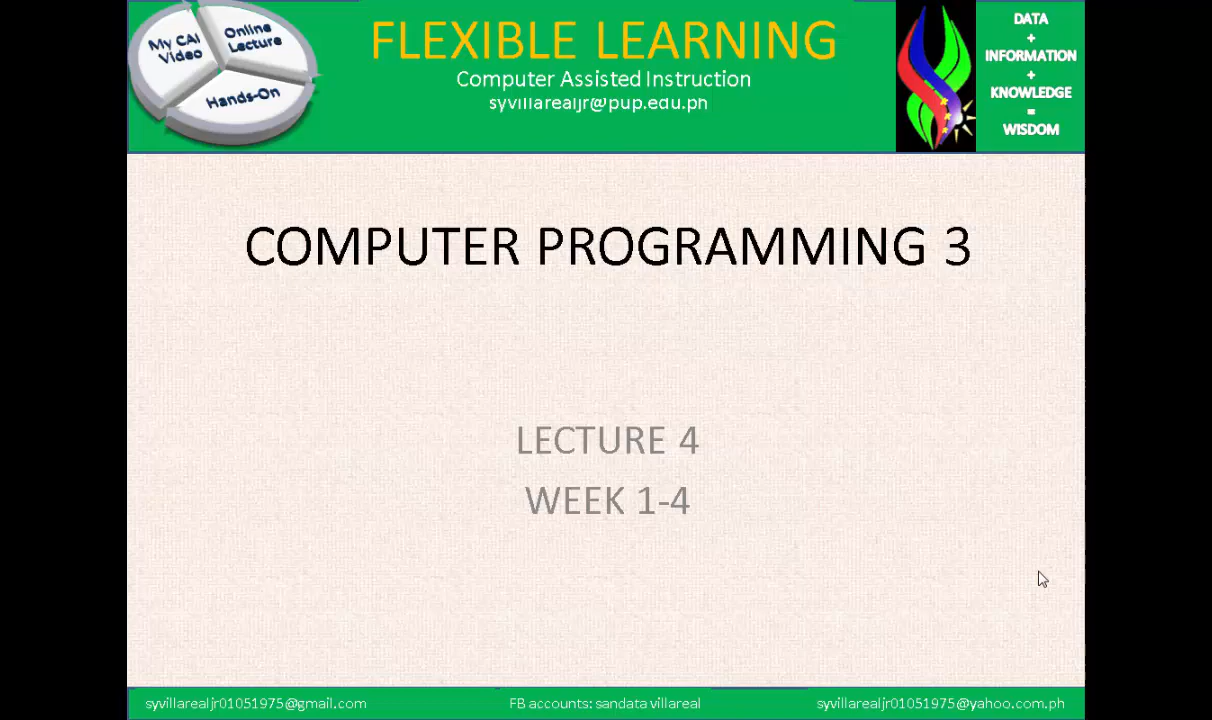 My CAI
Video
Online
Lecture
Hands-On
FLEXIBLE LEARNING
Computer Assisted Instruction
syvillarealjr@pup.edu.ph
DATA
+
INFORMATION
+
KNOWLEDGE
=
WISDOM
COMPUTER PROGRAMMING 3
LECTURE 4
WEEK 1-4
syvillarealjr01051975@gmail.com
FB accounts: sandata villareal
syvillarealjr01051975@yahoo.com.ph